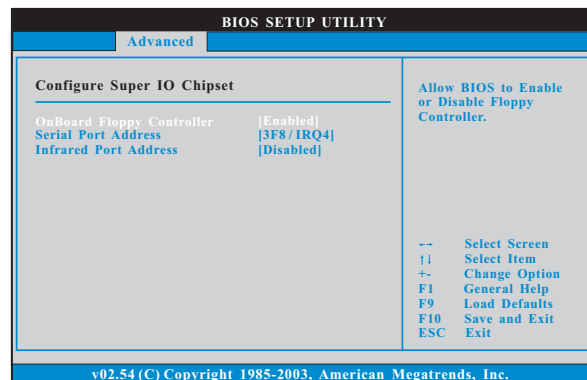 BIOS SETUP UTILITY
Advanced
Configure Super IO Chipset
OnBoard Floppy Controller [Enabled]
Serial Port Address [3F8 / IRQ4]
Infrared Port Address [Disabled]
Allow BIOS to Enable
or Disable Floppy
Controller.
←→ Select Screen
↑↓ Select Item
+- Change Option
F1 General Help
F9 Load Defaults
F10 Save and Exit
ESC Exit
v02.54 (C) Copyright 1985-2003, American Megatrends, Inc.